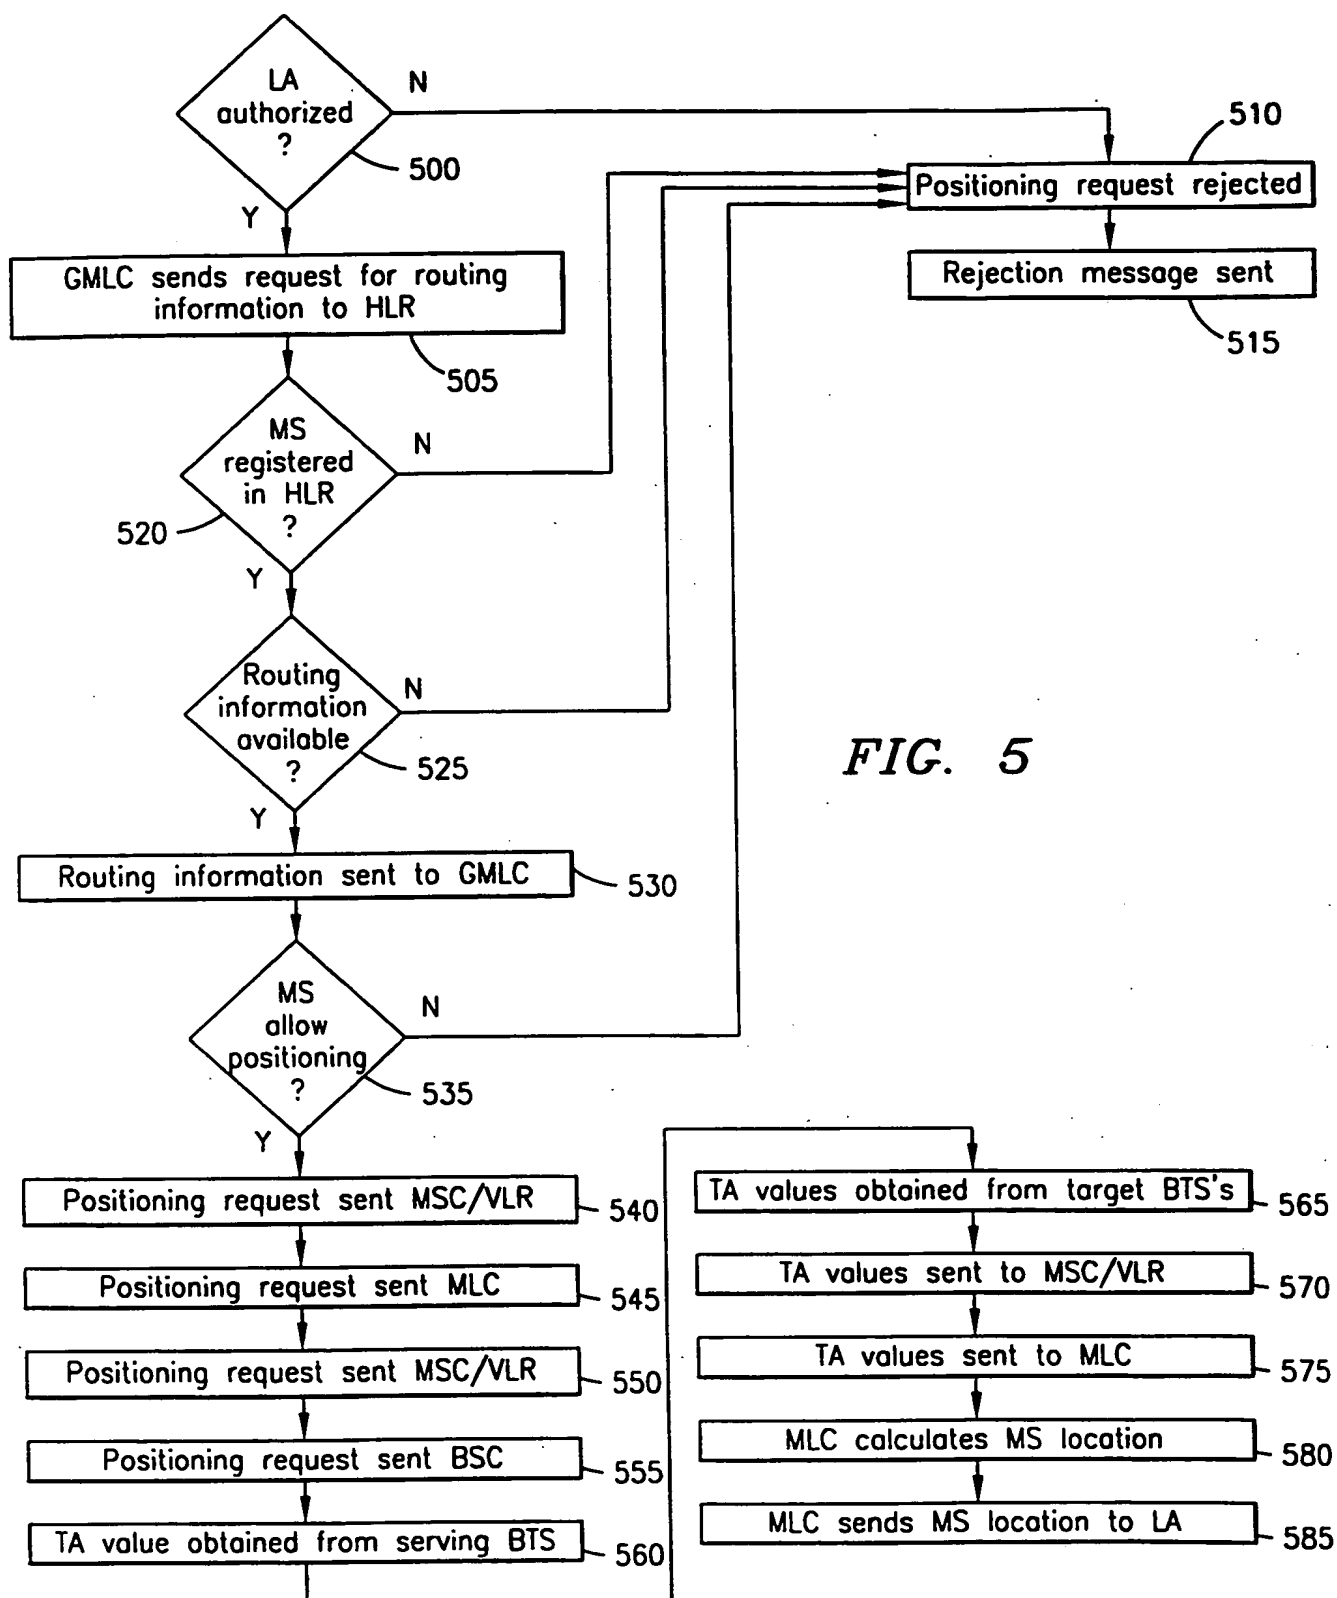 LA
authorized
?
N
500
Y
510
Positioning request rejected
Rejection message sent
515
GMLC sends request for routing
information to HLR
505
MS
registered
in HLR
?
N
520
Y
Routing
information
available
?
N
525
Y
FIG. 5
Routing information sent to GMLC
530
MS
allow
positioning
?
N
535
Y
Positioning request sent MSC/VLR
540
Positioning request sent MLC
545
Positioning request sent MSC/VLR
550
Positioning request sent BSC
555
TA value obtained from serving BTS
560
TA values obtained from target BTS's
565
TA values sent to MSC/VLR
570
TA values sent to MLC
575
MLC calculates MS location
580
MLC sends MS location to LA
585